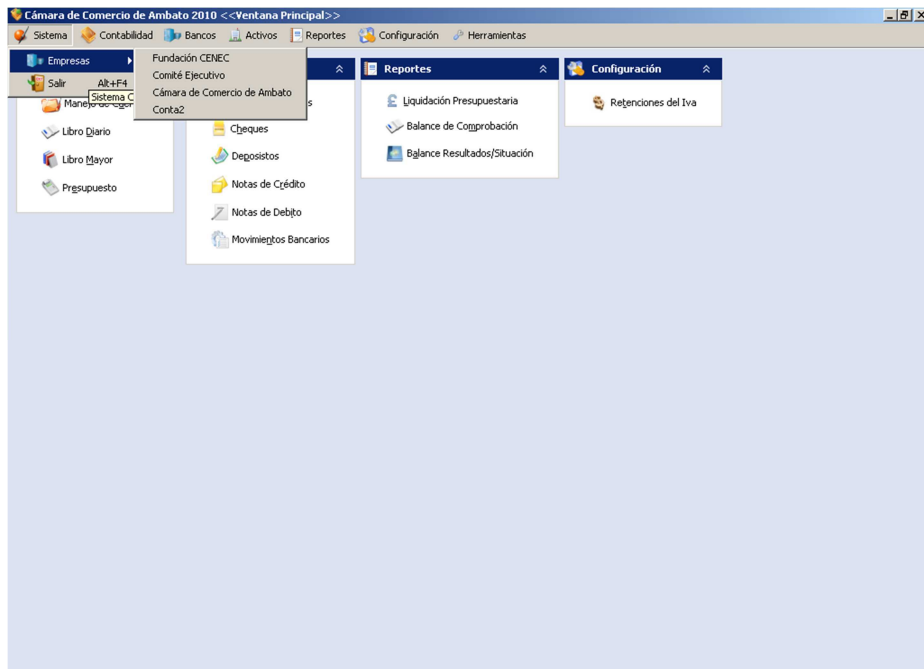 Cámara de Comercio de Ambato 2010 <<Ventana Principal>>
Sistema Contabilidad Bancos Activos Reportes Configuración Herramientas
Empresas
Salir Alt+F4
Sistema C
Fundación CENEC
Comité Ejecutivo
Cámara de Comercio de Ambato
Conta2
Libro Diario
Libro Mayor
Presupuesto
Cheques
Deposistos
Notas de Crédito
Notas de Debito
Movimientos Bancarios
Reportes
Liquidación Presupuestaria
Balance de Comprobación
Balance Resultados/Situación
Configuración
Retenciones del Iva